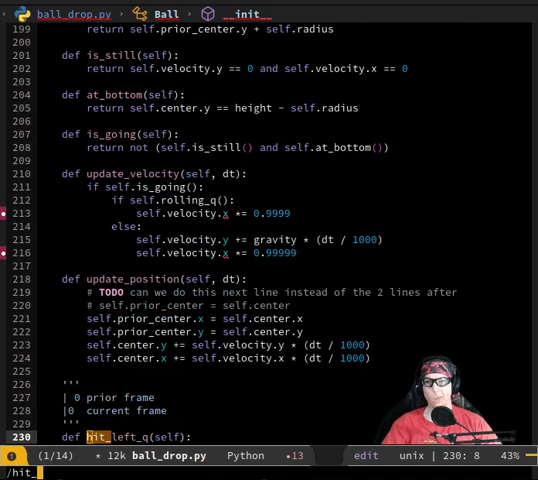 ball_drop.py › Ball › __init__
199 return self.prior_center.y + self.radius
200
201 def is_still(self):
202 return self.velocity.y == 0 and self.velocity.x == 0
203
204 def at_bottom(self):
205 return self.center.y == height - self.radius
206
207 def is_going(self):
208 return not (self.is_still() and self.at_bottom())
209
210 def update_velocity(self, dt):
211 if self.is_going():
212 if self.rolling_q():
213 self.velocity.x *= 0.9999
214 else:
215 self.velocity.y += gravity * (dt / 1000)
216 self.velocity.x *= 0.99999
217
218 def update_position(self, dt):
219 # TODO can we do this next line instead of the 2 lines after
220 # self.prior_center = self.center
221 self.prior_center.x = self.center.x
222 self.prior_center.y = self.center.y
223 self.center.y += self.velocity.y * (dt / 1000)
224 self.center.x += self.velocity.x * (dt / 1000)
225
226 '''
227 | O prior frame
228 |O current frame
229 '''
230 def hit_left_q(self):
(1/14) * 12k ball_drop.py Python •13 edit unix | 230: 8 43%
/hit_